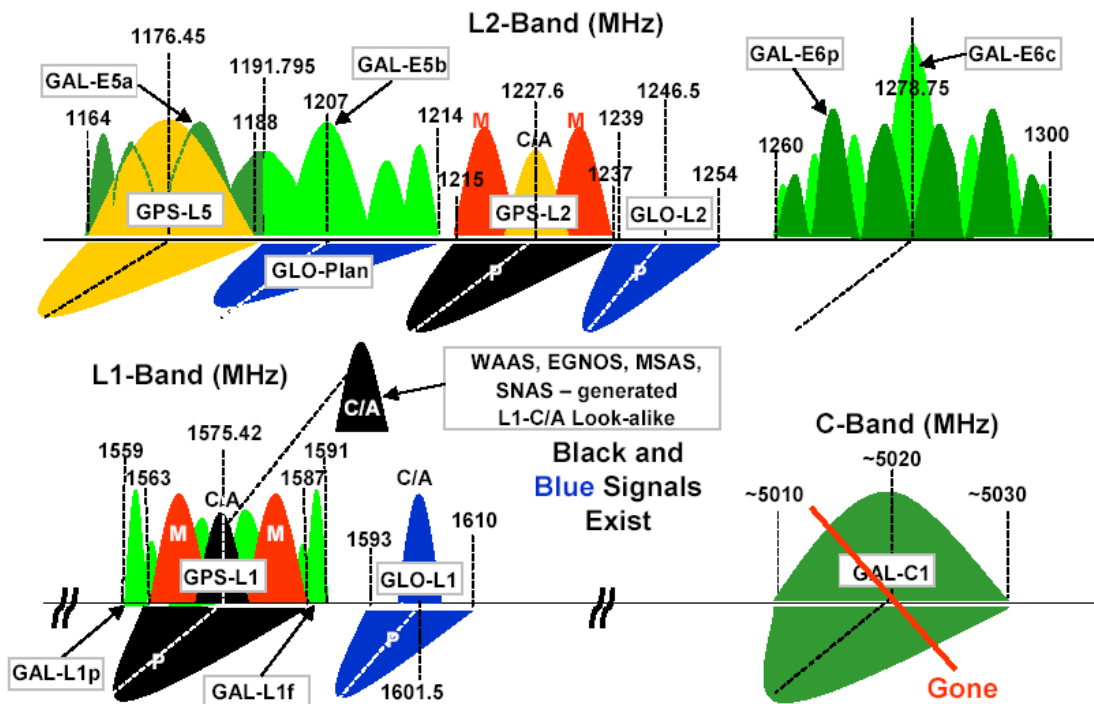 L2-Band (MHz)
1176.45
GAL-E5a
1191.795
GAL-E5b
GAL-E6p
GAL-E6c
1164
1188
1207
1214
M
1227.6
M
C/A
1239
1246.5
1278.75
1260
1300
1215
1237
1254
GPS-L5
GPS-L2
GLO-L2
GLO-Plan
P
P
L1-Band (MHz)
C/A
WAAS, EGNOS, MSAS,
SNAS – generated
L1-C/A Look-alike
C-Band (MHz)
1559
1575.42
1591
1563
1587
C/A
C/A
Black and
Blue Signals
Exist
~5020
~5010
~5030
M
M
1593
1610
GPS-L1
GLO-L1
GAL-C1
P
P
GAL-L1p
GAL-L1f
1601.5
Gone